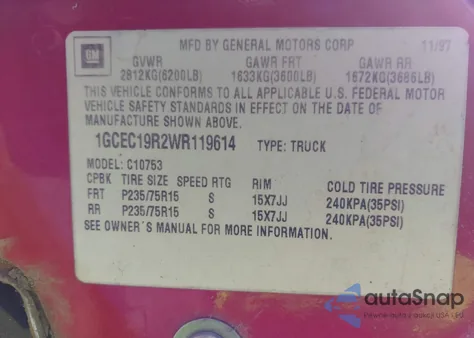 GM
MFD BY GENERAL MOTORS CORP 11/97
GVWR GAWR FRT GAWR RR
2812KG(6200LB) 1633KG(3600LB) 1672KG(3686LB)
THIS VEHICLE CONFORMS TO ALL APPLICABLE U.S. FEDERAL MOTOR
VEHICLE SAFETY STANDARDS IN EFFECT ON THE DATE OF
MANUFACTURE SHOWN ABOVE.
1GCEC19R2WR119614 TYPE: TRUCK
MODEL: C10753
CPBK TIRE SIZE SPEED RTG RIM COLD TIRE PRESSURE
FRT P235/75R15 S 15X7JJ 240KPA(35PSI)
RR P235/75R15 S 15X7JJ 240KPA(35PSI)
SEE OWNER'S MANUAL FOR MORE INFORMATION.
autoSnap